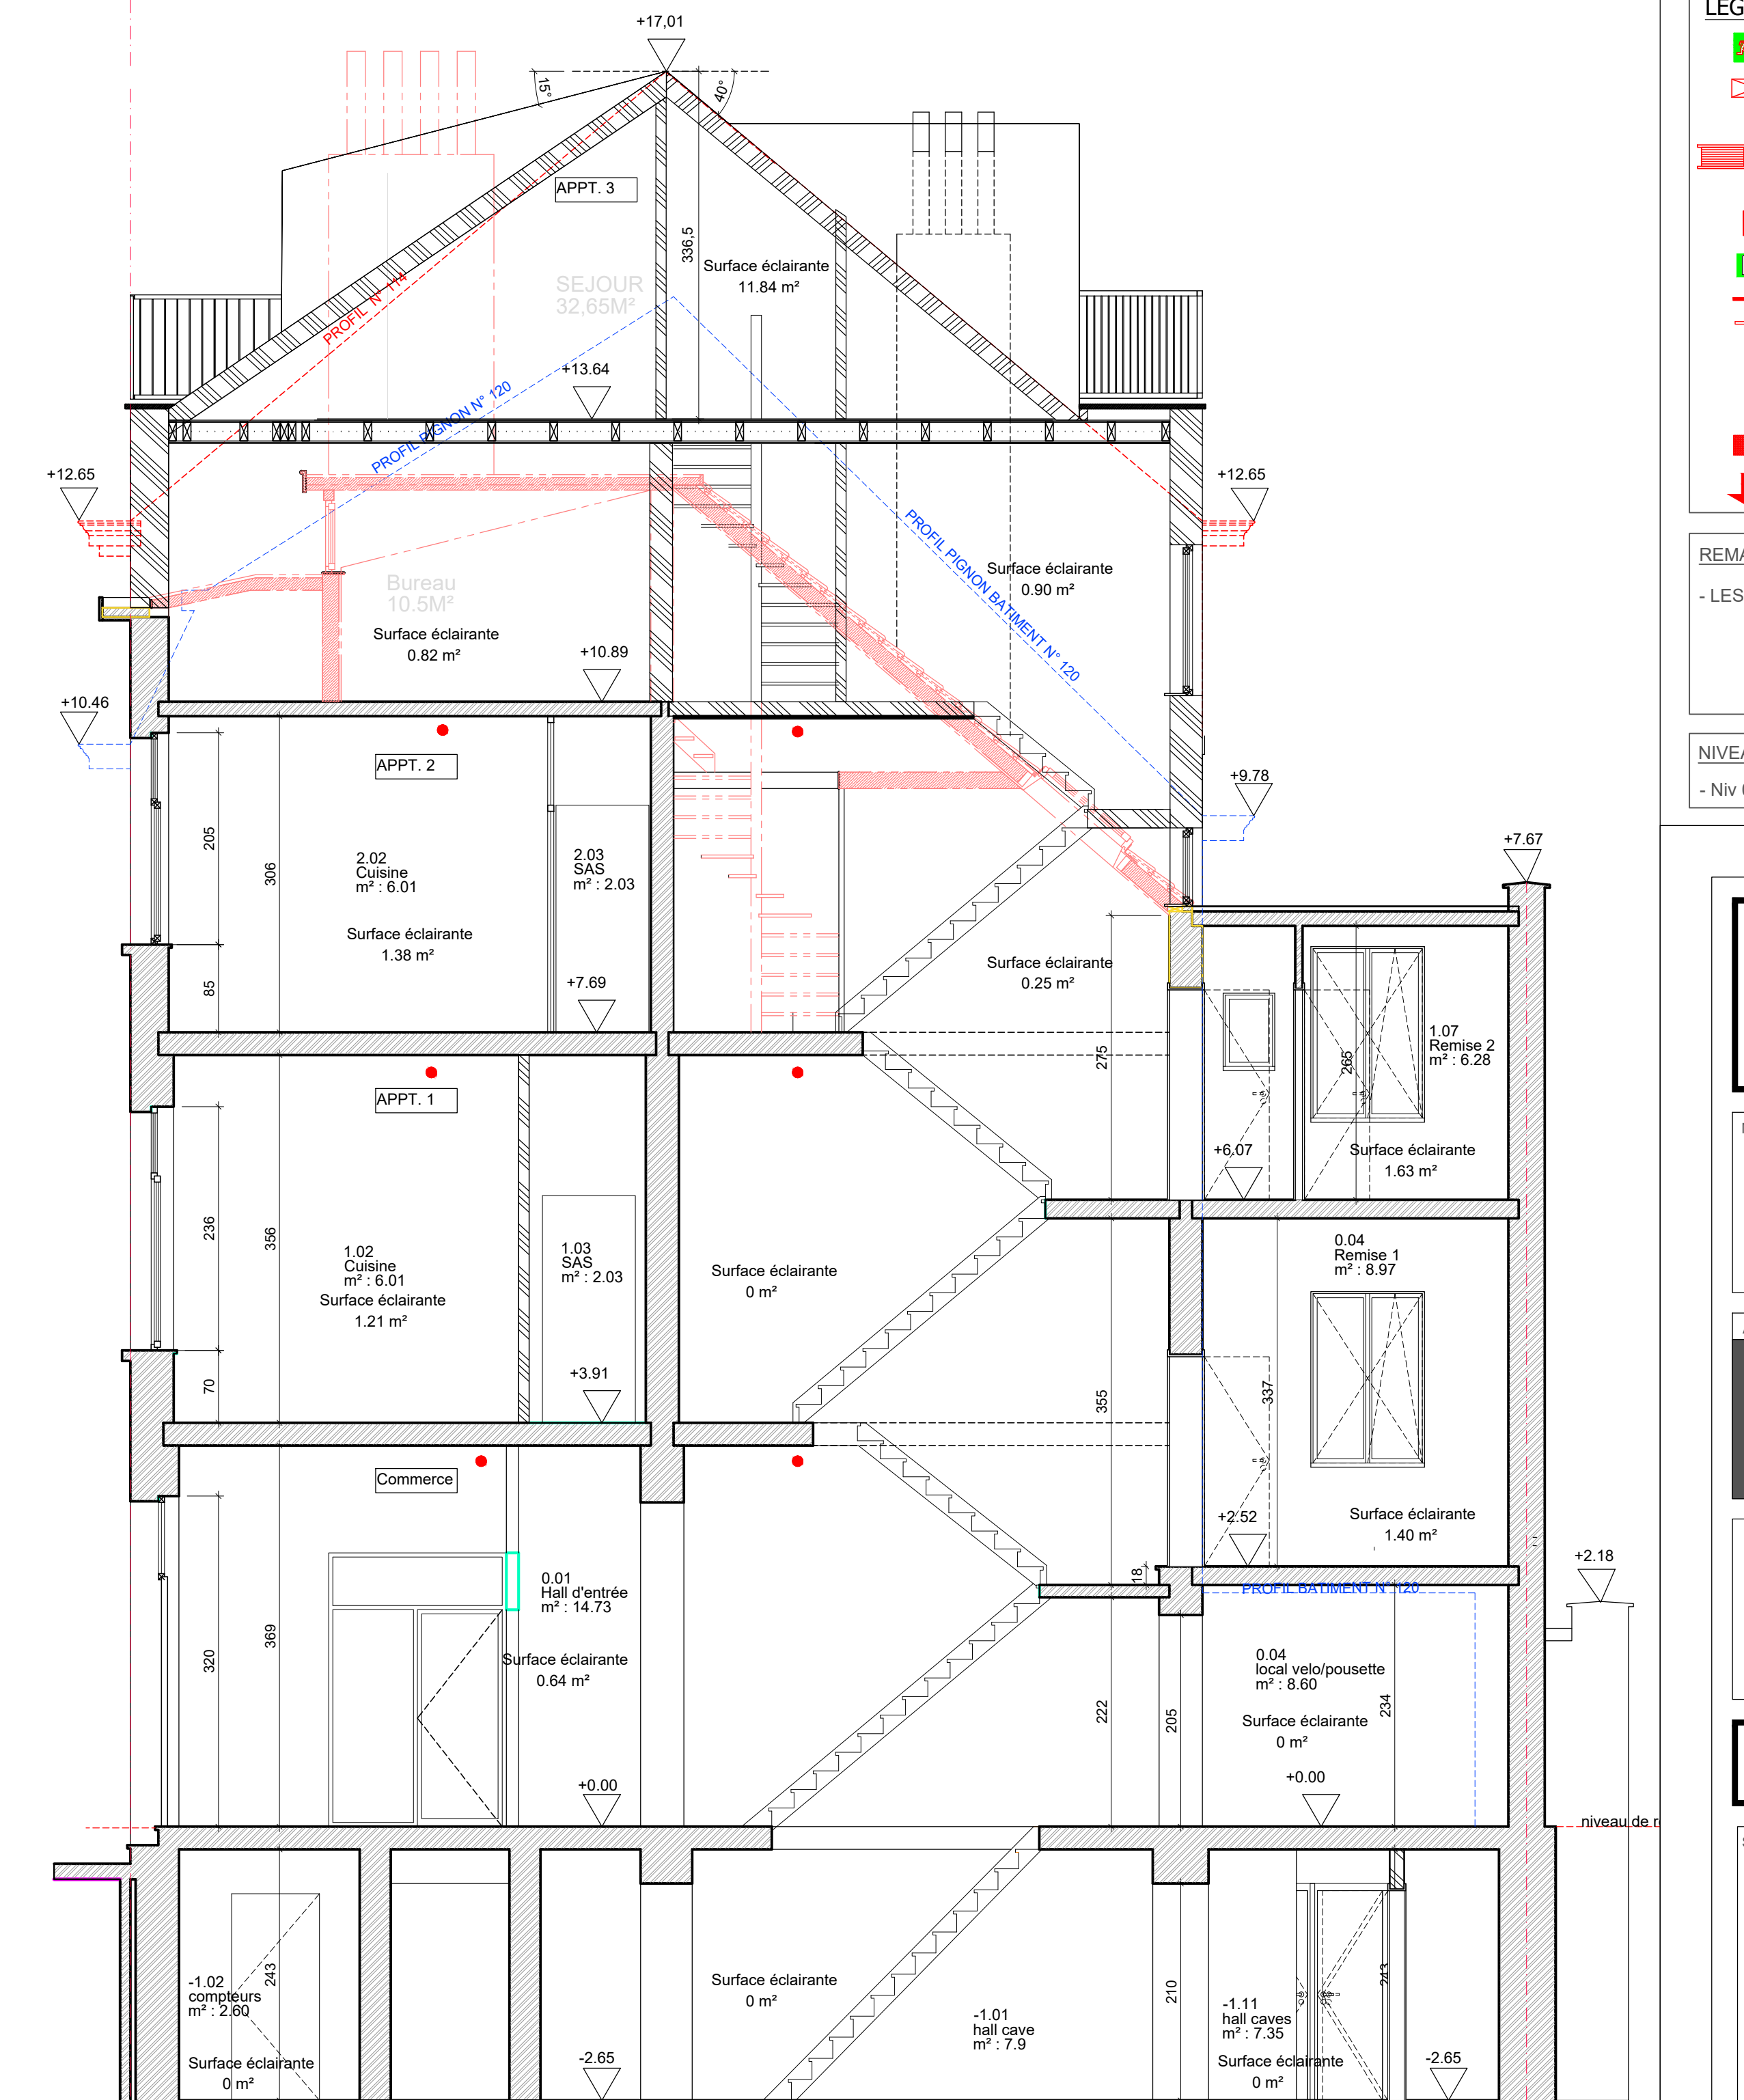 +17,01
15°
40°
APPT. 3
336,5
SEJOUR
32,65M²
Surface éclairante
11.84 m²
PROFIL N° 114
+13.64
PROFIL PIGNON N° 120
+12.65
+12.65
PROFIL PIGNON BATIMENT N° 120
Surface éclairante
0.90 m²
Bureau
10.5M²
Surface éclairante
0.82 m²
+10.89
+10.46
APPT. 2
+9.78
205
306
2.02
Cuisine
m² : 6.01
2.03
SAS
m² : 2.03
Surface éclairante
1.38 m²
+7.67
85
+7.69
Surface éclairante
0.25 m²
275
265
1.07
Remise 2
m² : 6.28
APPT. 1
+6.07
Surface éclairante
1.63 m²
236
356
1.02
Cuisine
m² : 6.01
Surface éclairante
1.21 m²
1.03
SAS
m² : 2.03
Surface éclairante
0 m²
0.04
Remise 1
m² : 8.97
70
+3.91
355
337
Commerce
+2.52
Surface éclairante
1.40 m²
18
PROFIL BATIMENT N° 120
+2.18
0.01
Hall d'entrée
m² : 14.73
320
369
Surface éclairante
0.64 m²
222
205
0.04
local velo/pousette
m² : 8.60
234
Surface éclairante
0 m²
+0.00
+0.00
niveau de r
-1.02
compteurs
m² : 2.60
243
Surface éclairante
0 m²
-2.65
Surface éclairante
0 m²
-1.01
hall cave
m² : 7.9
210
-1.11
hall caves
m² : 7.35
243
Surface éclairante
0 m²
-2.65
LEG
REMA
- LES
NIVEA
- Niv